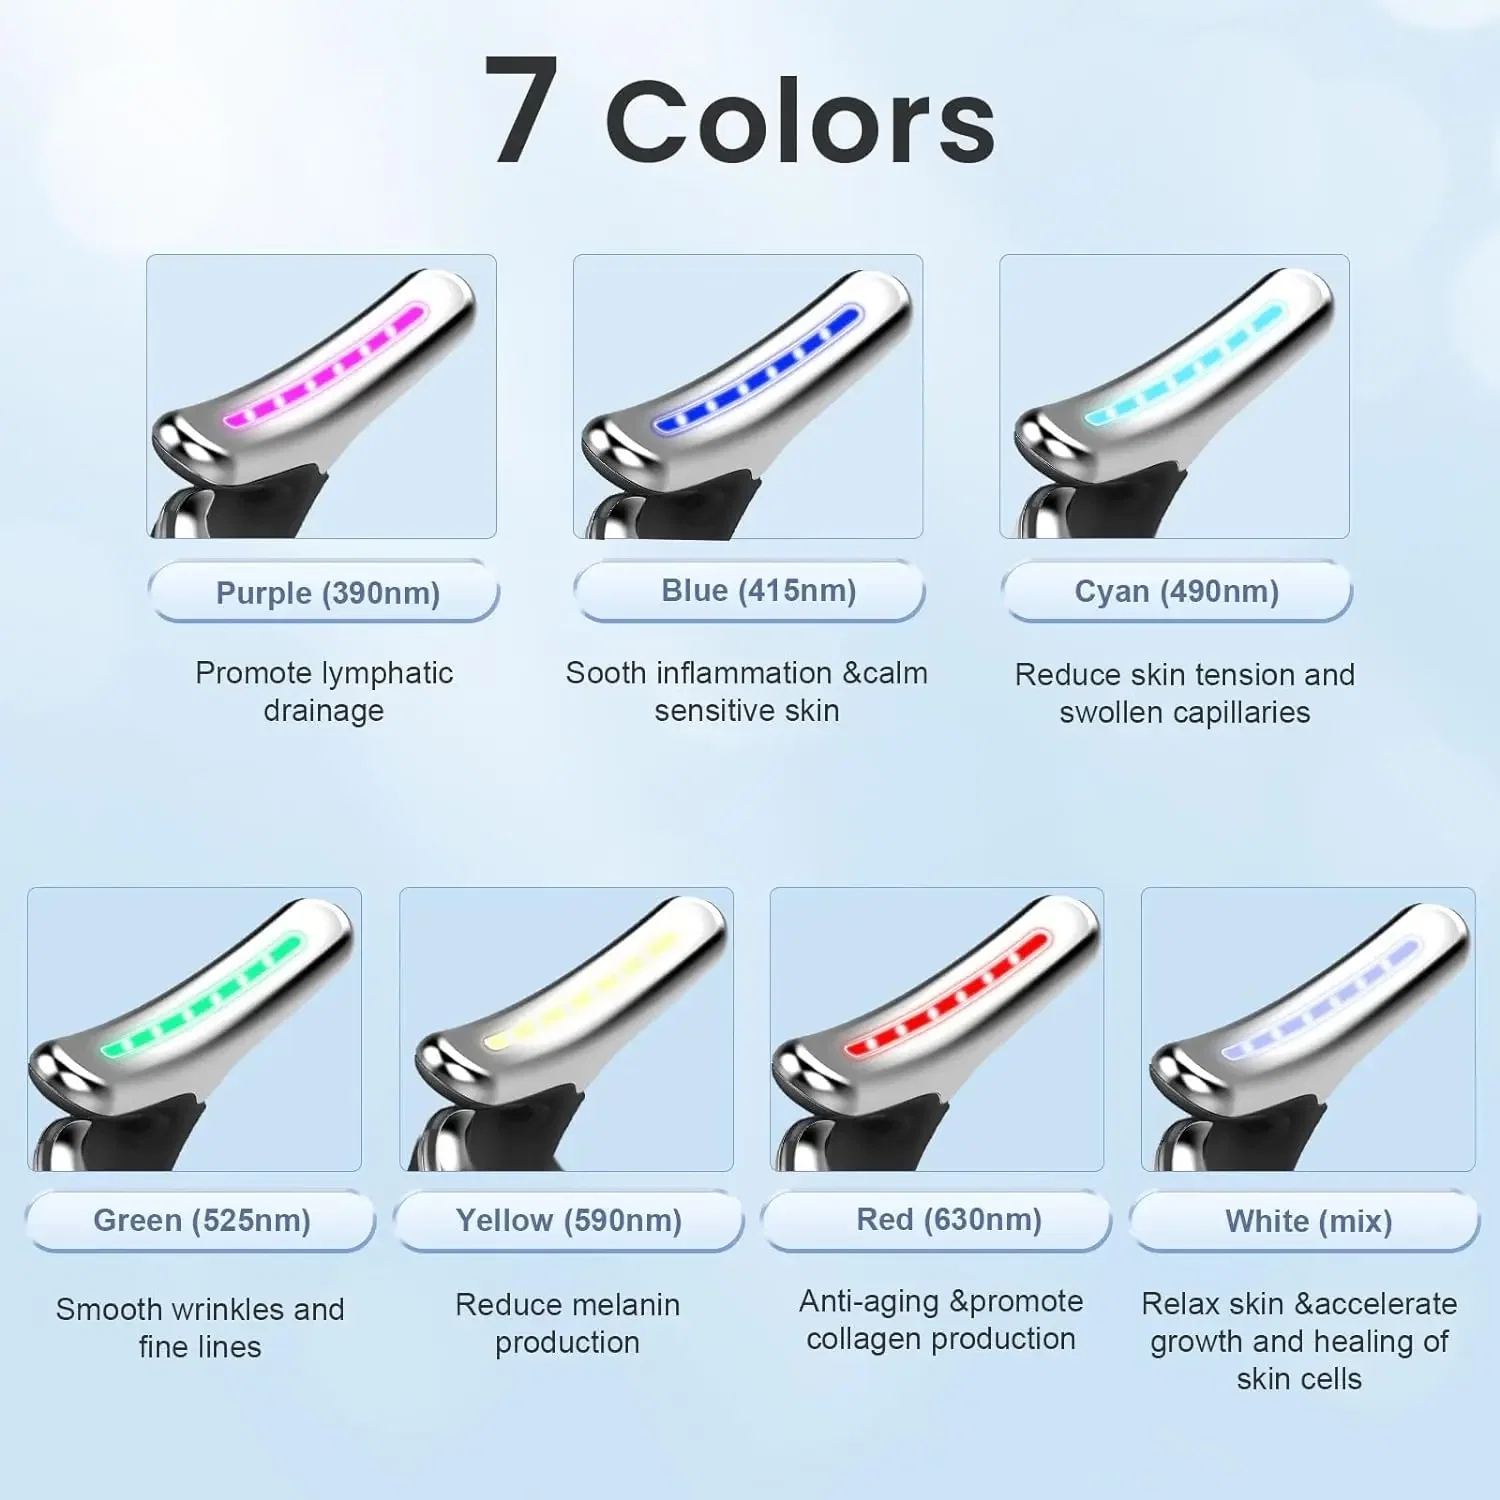 7 Colors
Purple (390nm)
Blue (415nm)
Cyan (490nm)
Promote lymphatic
drainage
Sooth inflammation &calm
sensitive skin
Reduce skin tension and
swollen capillaries
Green (525nm)
Yellow (590nm)
Red (630nm)
White (mix)
Smooth wrinkles and
fine lines
Reduce melanin
production
Anti-aging &promote
collagen production
Relax skin &accelerate
growth and healing of
skin cells